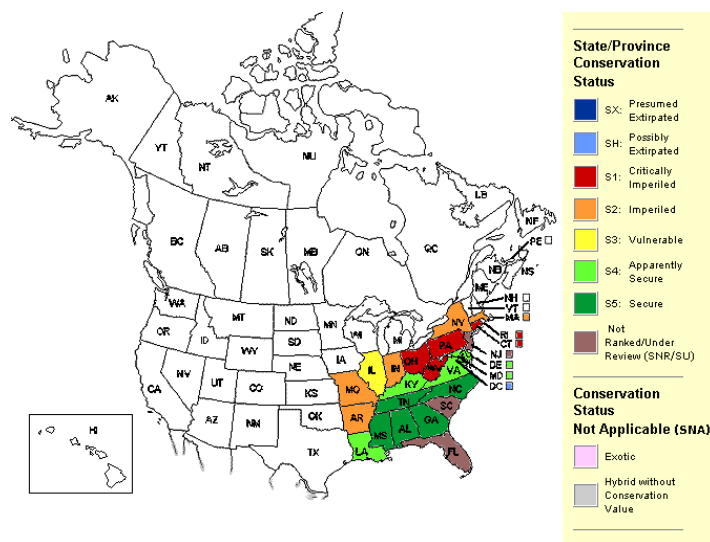 AK
YT
NT
NU
BC
AB
SK
MB
ON
QC
LB
NF
PE
NB
NS
ME
NH
VT
MA
RI
CT
NJ
DE
MD
DC
WA
OR
ID
MT
ND
MN
WI
MI
NY
SD
WY
IA
NE
IL
IN
OH
PA
CA
NV
UT
CO
KS
MO
KY
VA
NC
AZ
NM
OK
AR
TN
SC
TX
LA
MS
AL
GA
FL
HI
State/Province
Conservation
Status
SX: Presumed
Extirpated
SH: Possibly
Extirpated
S1: Critically
Imperiled
S2: Imperiled
S3: Vulnerable
S4: Apparently
Secure
S5: Secure
Not
Ranked/Under
Review (SNR/SU)
Conservation
Status
Not Applicable (SNA)
Exotic
Hybrid without
Conservation
Value